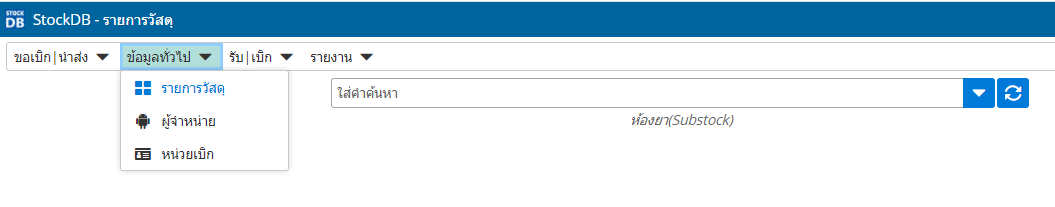 STOCK
DB StockDB - รายการวัสดุ
ขอเบิก|นำส่ง ข้อมูลทั่วไป รับ|เบิก รายงาน
รายการวัสดุ
ใส่คำค้นหา
ผู้จำหน่าย
ห้องยา(Substock)
หน่วยเบิก